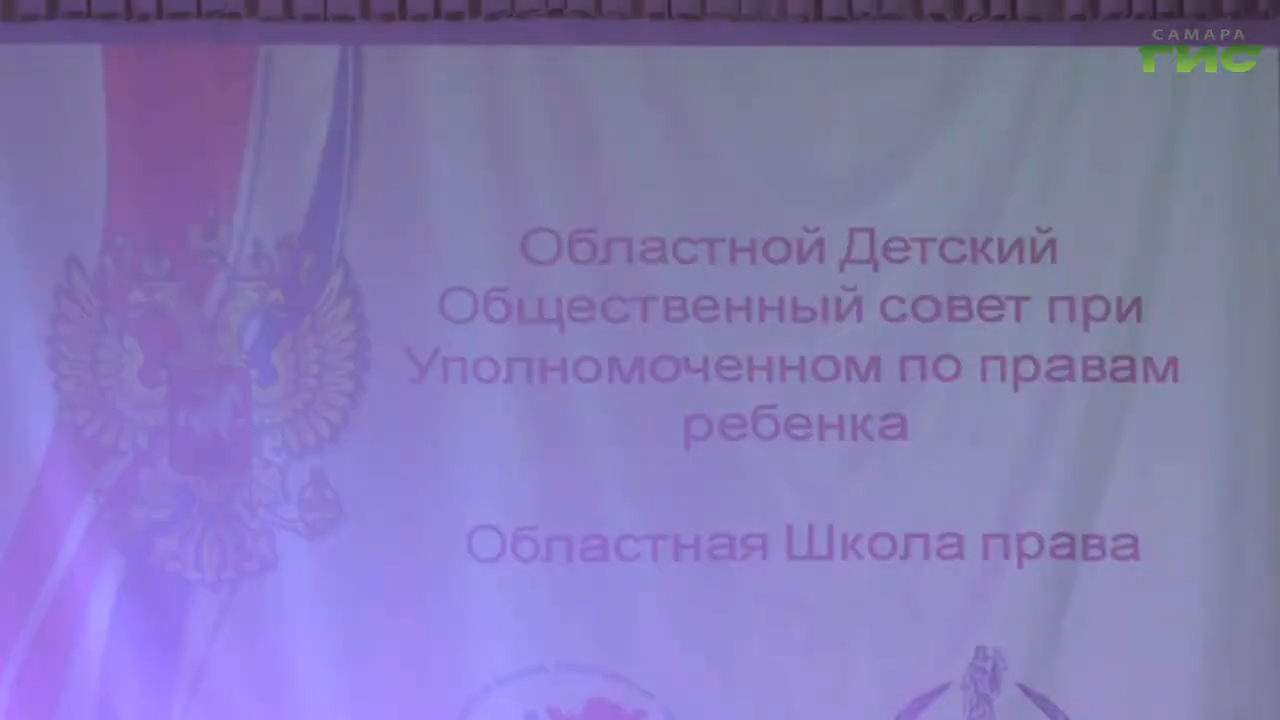 САМАРА
ГИС
Областной Детский
Общественный совет при
Уполномоченном по правам
ребенка
Областная Школа права